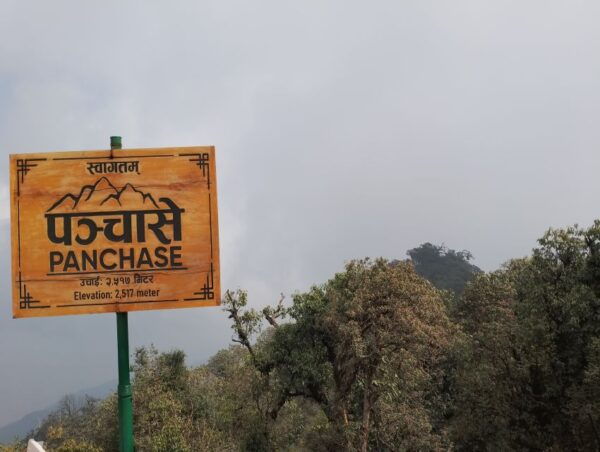 स्वागतम्
पञ्चासे
PANCHASE
उचाई: २,५१७ मिटर
Elevation: 2,517 meter